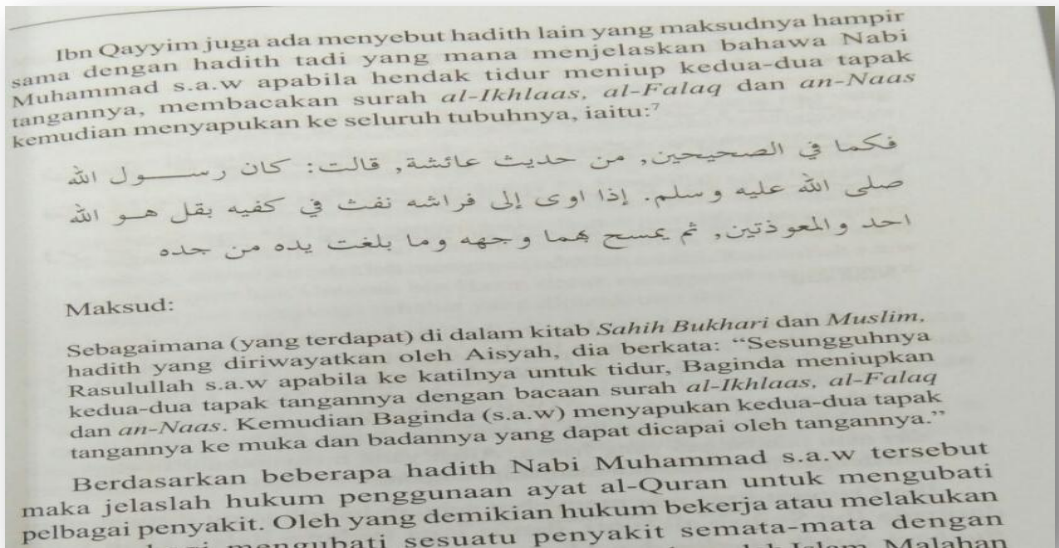 Ibn Qayyim juga ada menyebut hadith lain yang maksudnya hampir
sama dengan hadith tadi yang mana menjelaskan bahawa Nabi
Muhammad s.a.w apabila hendak tidur meniup kedua-dua tapak
tangannya, membacakan surah al-Ikhlaas, al-Falaq dan an-Naas
kemudian menyapukan ke seluruh tubuhnya, iaitu:7
فكما في الصحيحين, من حديث عائشة, قالت: كان رســـول الله
صلى الله عليه وسلم. إذا اوى إلى فراشه نفث في كفيه بقل هـو الله
احد والمعوذتين, ثم يمسح بهما وجهه وما بلغت يده من حده
Maksud:
Sebagaimana (yang terdapat) di dalam kitab Sahih Bukhari dan Muslim,
hadith yang diriwayatkan oleh Aisyah, dia berkata: “Sesungguhnya
Rasulullah s.a.w apabila ke katilnya untuk tidur, Baginda meniupkan
kedua-dua tapak tangannya dengan bacaan surah al-Ikhlaas, al-Falaq
dan an-Naas. Kemudian Baginda (s.a.w) menyapukan kedua-dua tapak
tangannya ke muka dan badannya yang dapat dicapai oleh tangannya.”
Berdasarkan beberapa hadith Nabi Muhammad s.a.w tersebut
maka jelaslah hukum penggunaan ayat al-Quran untuk mengubati
pelbagai penyakit. Oleh yang demikian hukum bekerja atau melakukan
mengubati sesuatu penyakit semata-mata dengan
Islam. Malahan